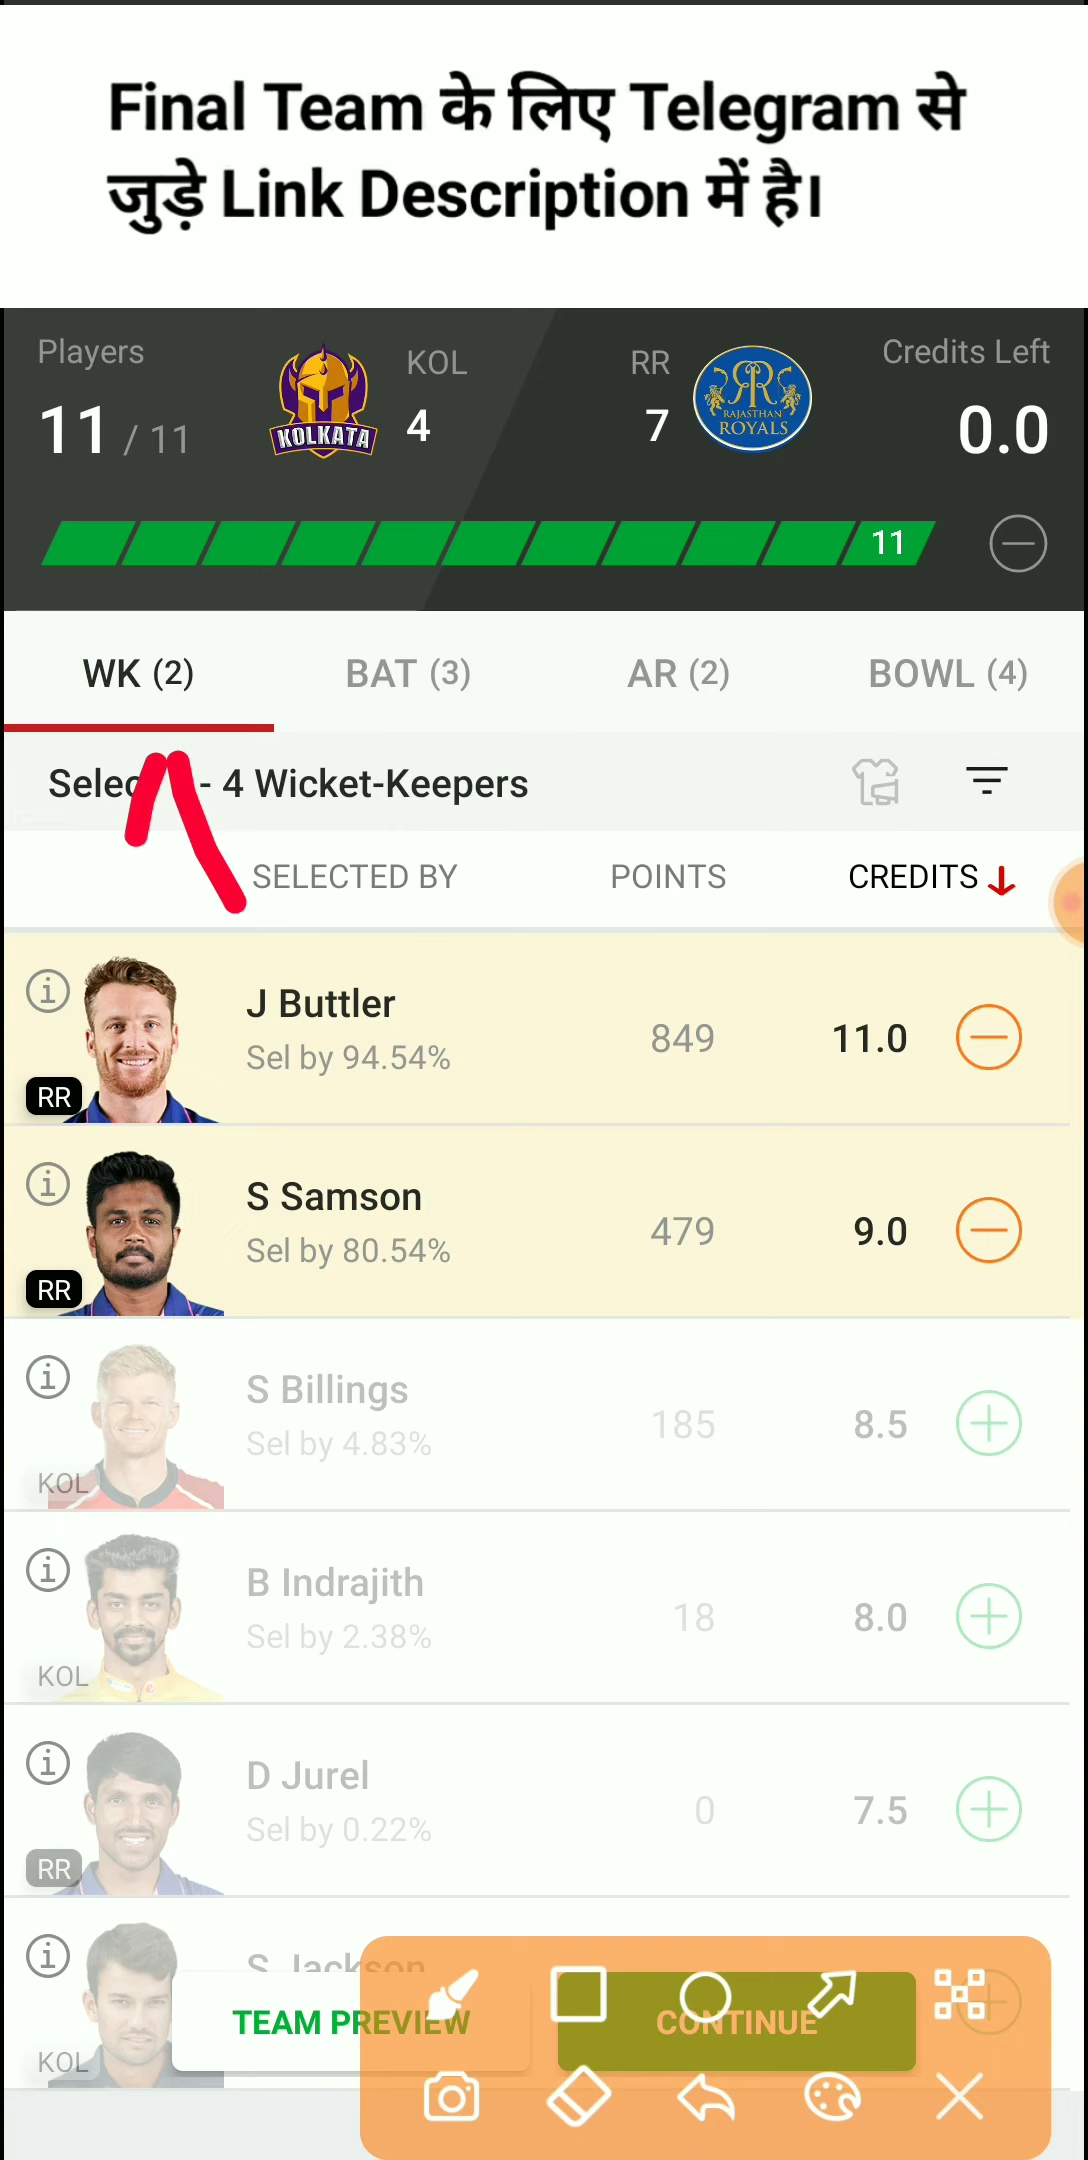 Final Team के लिए Telegram से
जुड़े Link Description में है।
Players KOL RR Credits Left
11 / 11 4 7 0.0
KOLKATA
RR
RAJASTHAN
ROYALS
11
WK (2) BAT (3) AR (2) BOWL (4)
- 4 Wicket-Keepers
SELECTED BY POINTS CREDITS
J Buttler
Sel by 94.54% 849 11.0
RR
S Samson
Sel by 80.54% 479 9.0
RR
S Billings
Sel by 4.83% 185 8.5
KOL
B Indrajith
Sel by 2.38% 18 8.0
KOL
D Jurel
Sel by 0.22% 0 7.5
RR
S Jackson
TEAM PREVIEW CONTINUE
KOL